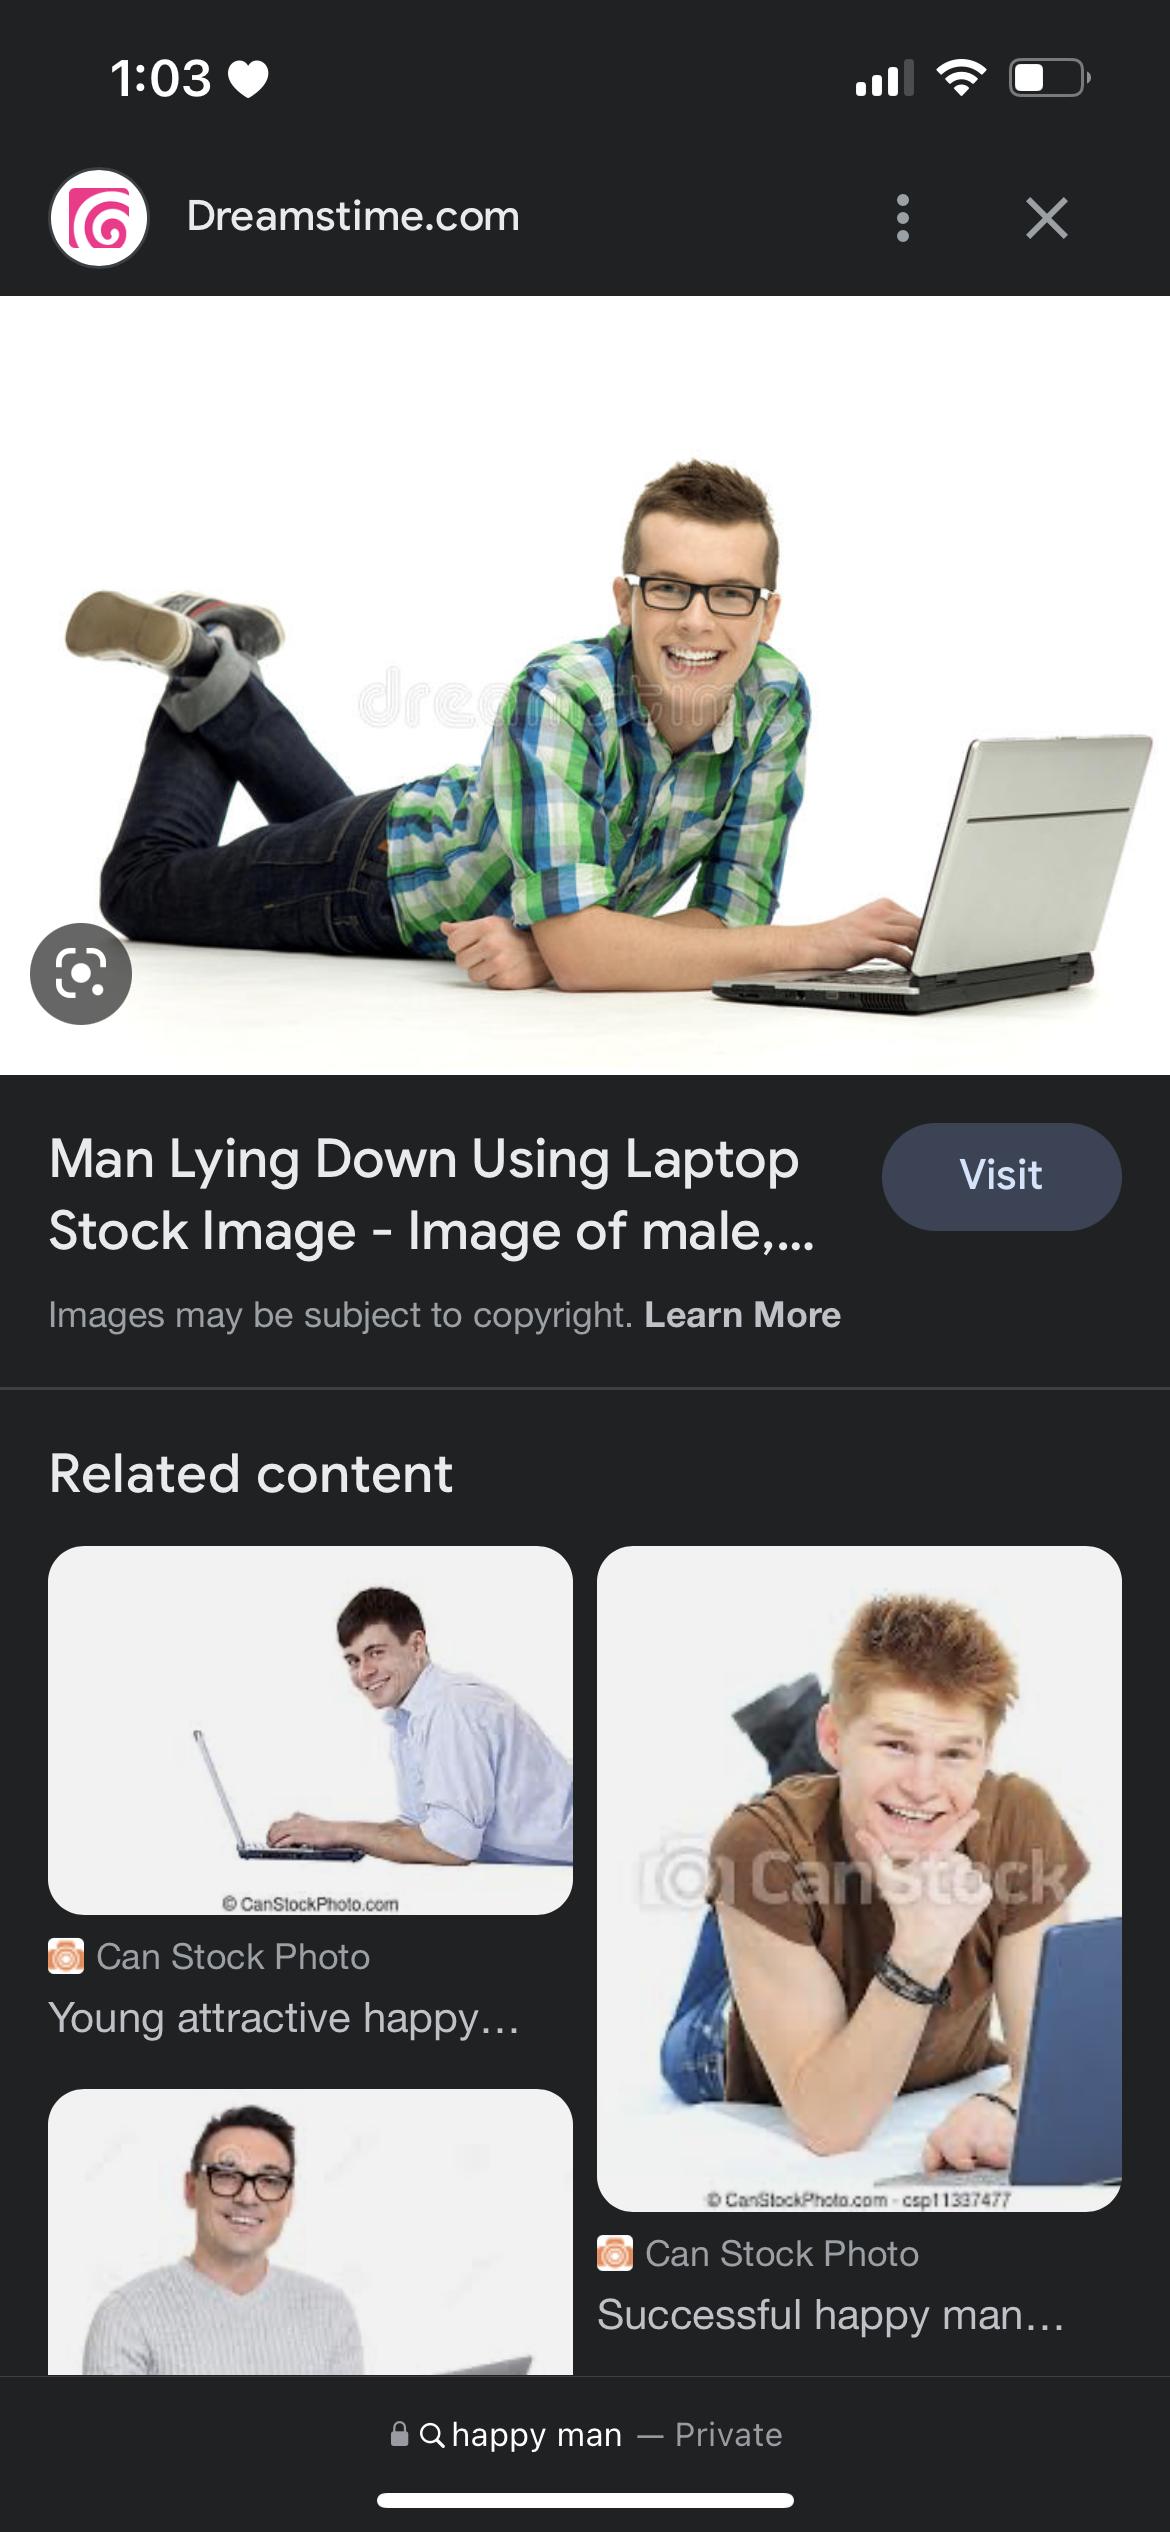 1:03
Dreamstime.com
dreamstime
Man Lying Down Using Laptop
Stock Image - Image of male,...
Visit
Images may be subject to copyright. Learn More
Related content
© CanStockPhoto.com
Can Stock Photo
Young attractive happy...
CanStock
© CanStockPhoto.com - csp11337477
Can Stock Photo
Successful happy man...
happy man — Private